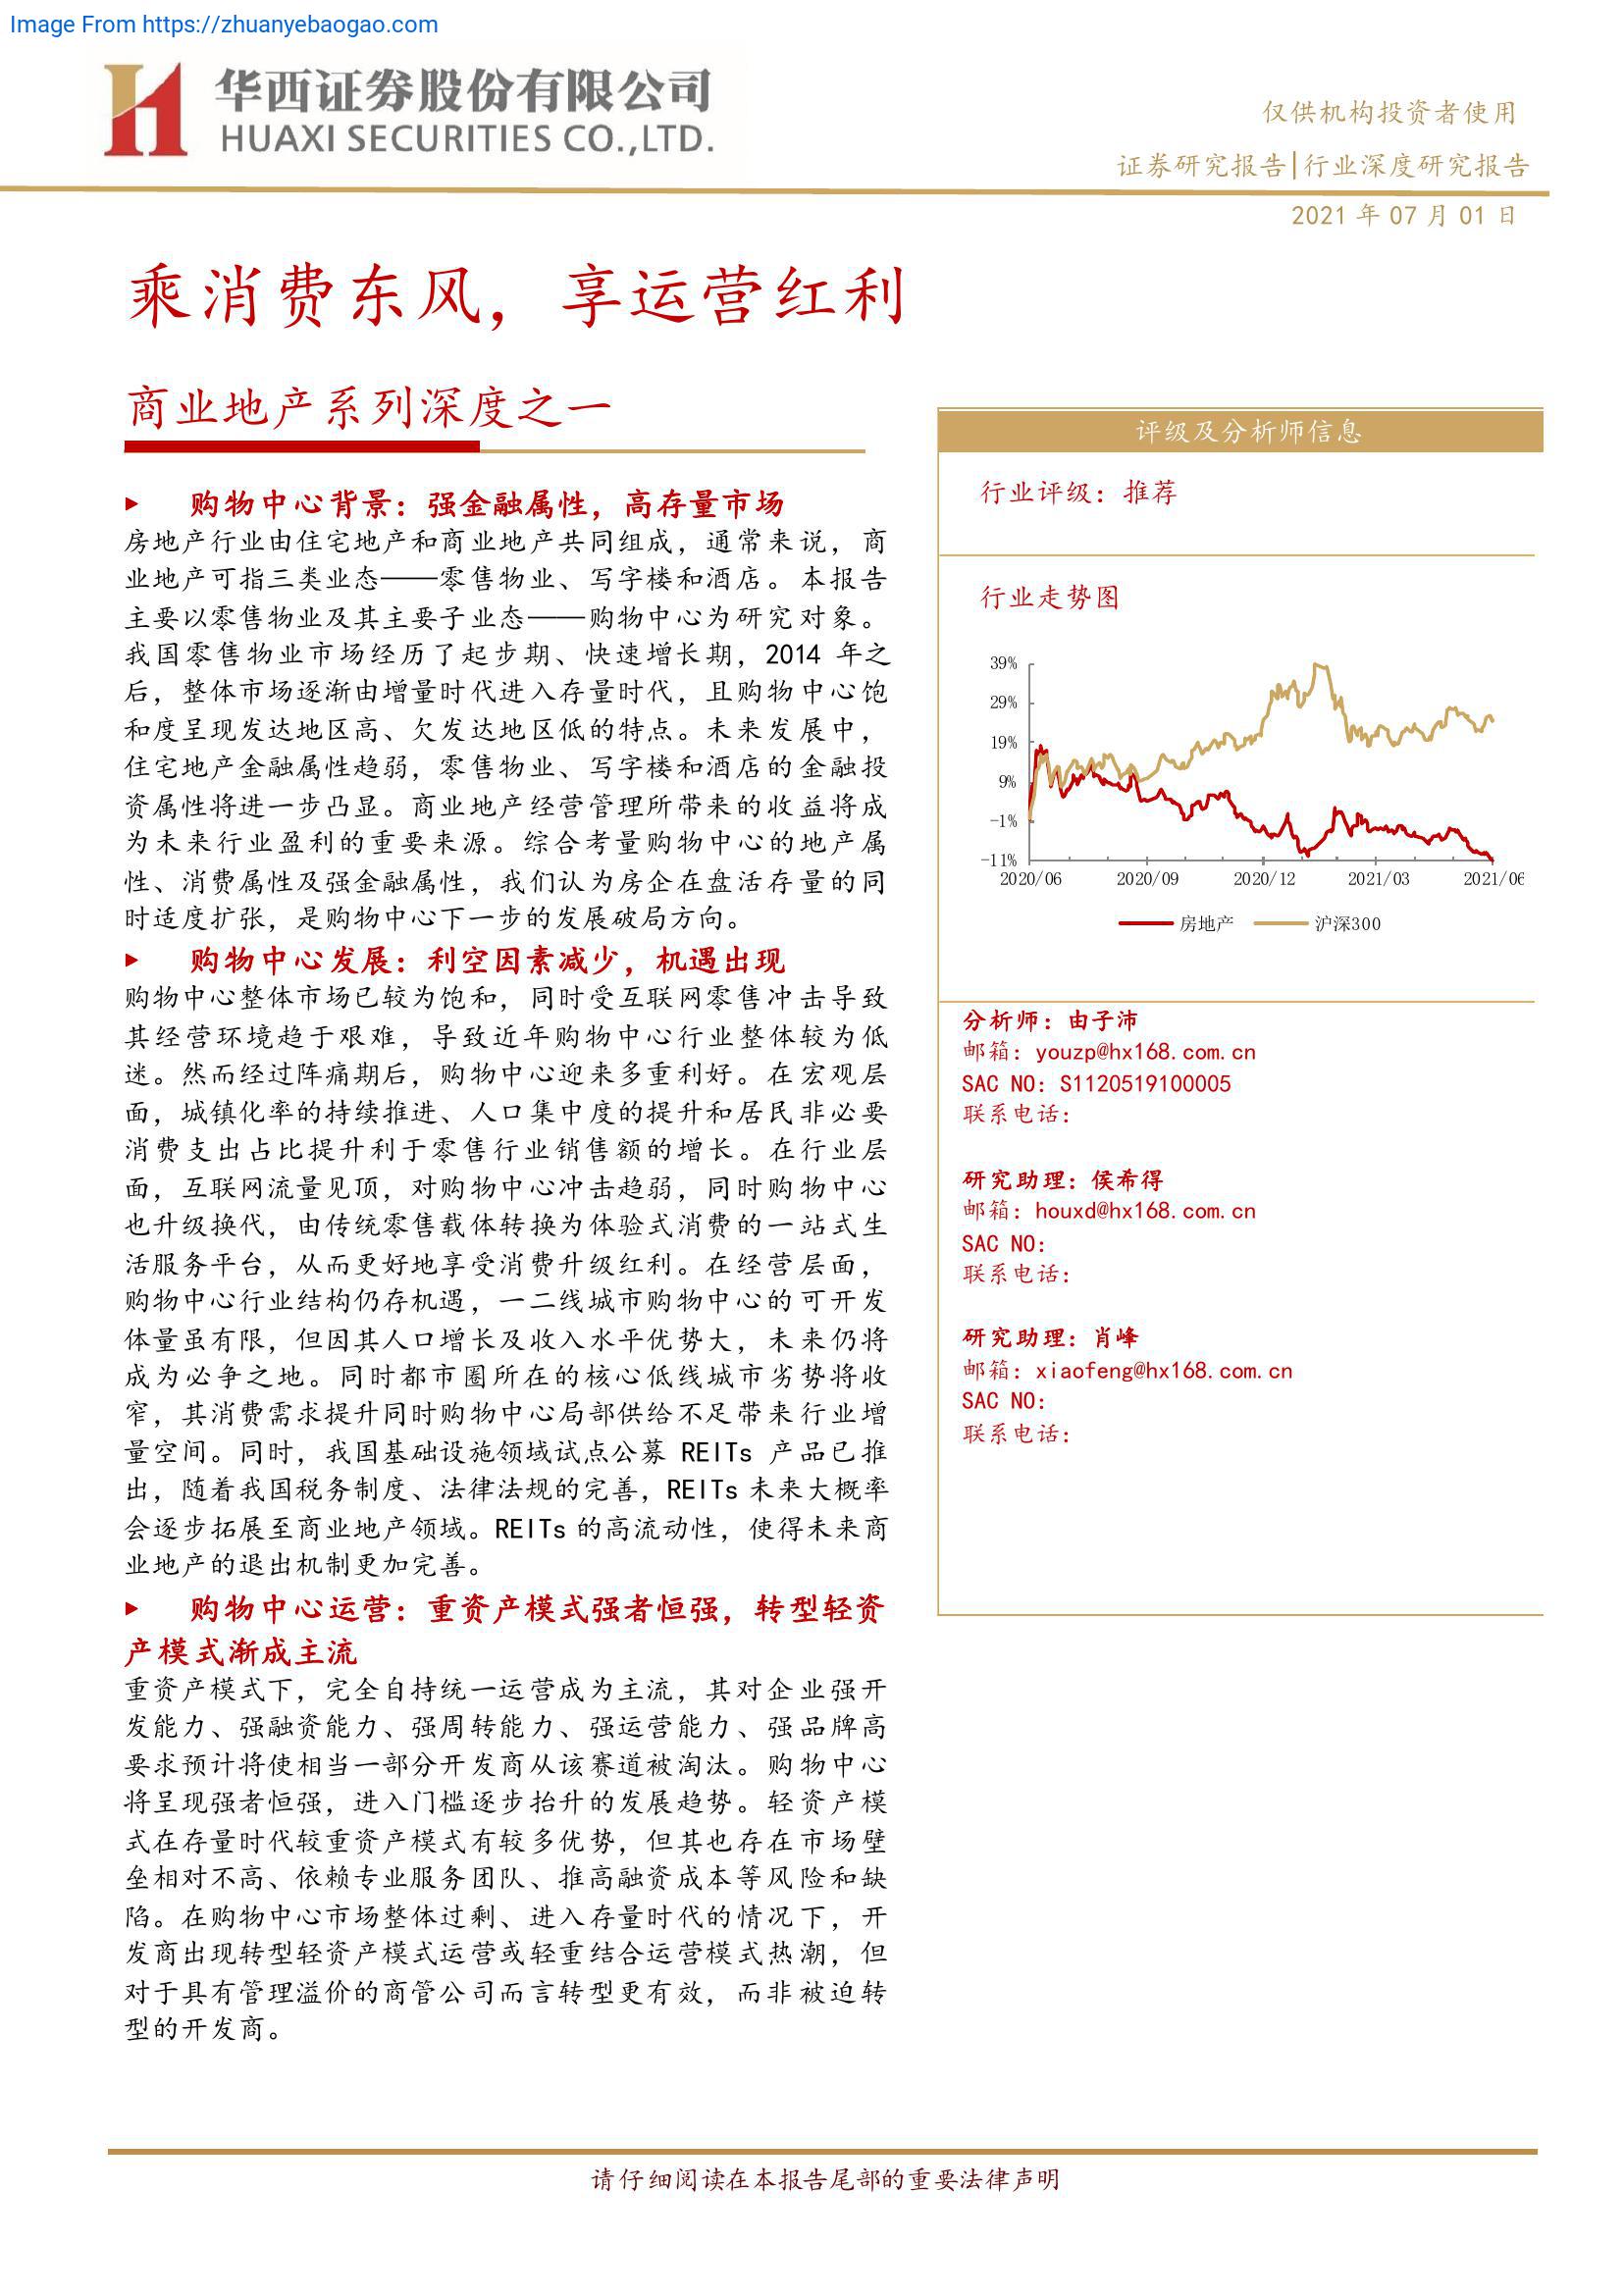 Image From https://zhuanyebaogao.com
华西证券股份有限公司
HUAXI SECURITIES CO.,LTD.
仅供机构投资者使用
证券研究报告|行业深度研究报告
2021 年 07 月 01 日
乘消费东风，享运营红利
商业地产系列深度之一
购物中心背景：强金融属性，高存量市场
房地产行业由住宅地产和商业地产共同组成，通常来说，商
业地产可指三类业态——零售物业、写字楼和酒店。本报告
主要以零售物业及其主要子业态——购物中心为研究对象。
我国零售物业市场经历了起步期、快速增长期，2014 年之
后，整体市场逐渐由增量时代进入存量时代，且购物中心饱
和度呈现发达地区高、欠发达地区低的特点。未来发展中，
住宅地产金融属性趋弱，零售物业、写字楼和酒店的金融投
资属性将进一步凸显。商业地产经营管理所带来的收益将成
为未来行业盈利的重要来源。综合考量购物中心的地产属
性、消费属性及强金融属性，我们认为房企在盘活存量的同
时适度扩张，是购物中心下一步的发展破局方向。
购物中心发展：利空因素减少，机遇出现
购物中心整体市场已较为饱和，同时受互联网零售冲击导致
其经营环境趋于艰难，导致近年购物中心行业整体较为低
迷。然而经过阵痛期后，购物中心迎来多重利好。在宏观层
面，城镇化率的持续推进、人口集中度的提升和居民非必要
消费支出占比提升利于零售行业销售额的增长。在行业层
面，互联网流量见顶，对购物中心冲击趋弱，同时购物中心
也升级换代，由传统零售载体转换为体验式消费的一站式生
活服务平台，从而更好地享受消费升级红利。在经营层面，
购物中心行业结构仍存机遇，一二线城市购物中心的可开发
体量虽有限，但因其人口增长及收入水平优势大，未来仍将
成为必争之地。同时都市圈所在的核心低线城市劣势将收
窄，其消费需求提升同时购物中心局部供给不足带来行业增
量空间。同时，我国基础设施领域试点公募 REITs 产品已推
出，随着我国税务制度、法律法规的完善，REITs 未来大概率
会逐步拓展至商业地产领域。REITs 的高流动性，使得未来商
业地产的退出机制更加完善。
购物中心运营：重资产模式强者恒强，转型轻资
产模式渐成主流
重资产模式下，完全自持统一运营成为主流，其对企业强开
发能力、强融资能力、强周转能力、强运营能力、强品牌高
要求预计将使相当一部分开发商从该赛道被淘汰。购物中心
将呈现强者恒强，进入门槛逐步抬升的发展趋势。轻资产模
式在存量时代较重资产模式有较多优势，但其也存在市场壁
垒相对不高、依赖专业服务团队、推高融资成本等风险和缺
陷。在购物中心市场整体过剩、进入存量时代的情况下，开
发商出现转型轻资产模式运营或轻重结合运营模式热潮，但
对于具有管理溢价的商管公司而言转型更有效，而非被迫转
型的开发商。
评级及分析师信息
行业评级：推荐
行业走势图
39%
29%
19%
9%
-1%
-11%
2020/06 2020/09 2020/12 2021/03 2021/06
房地产 沪深300
分析师：由子沛
邮箱：youzp@hx168.com.cn
SAC NO：S1120519100005
联系电话：
研究助理：侯希得
邮箱：houxd@hx168.com.cn
SAC NO：
联系电话：
研究助理：肖峰
邮箱：xiaofeng@hx168.com.cn
SAC NO：
联系电话：
请仔细阅读在本报告尾部的重要法律声明